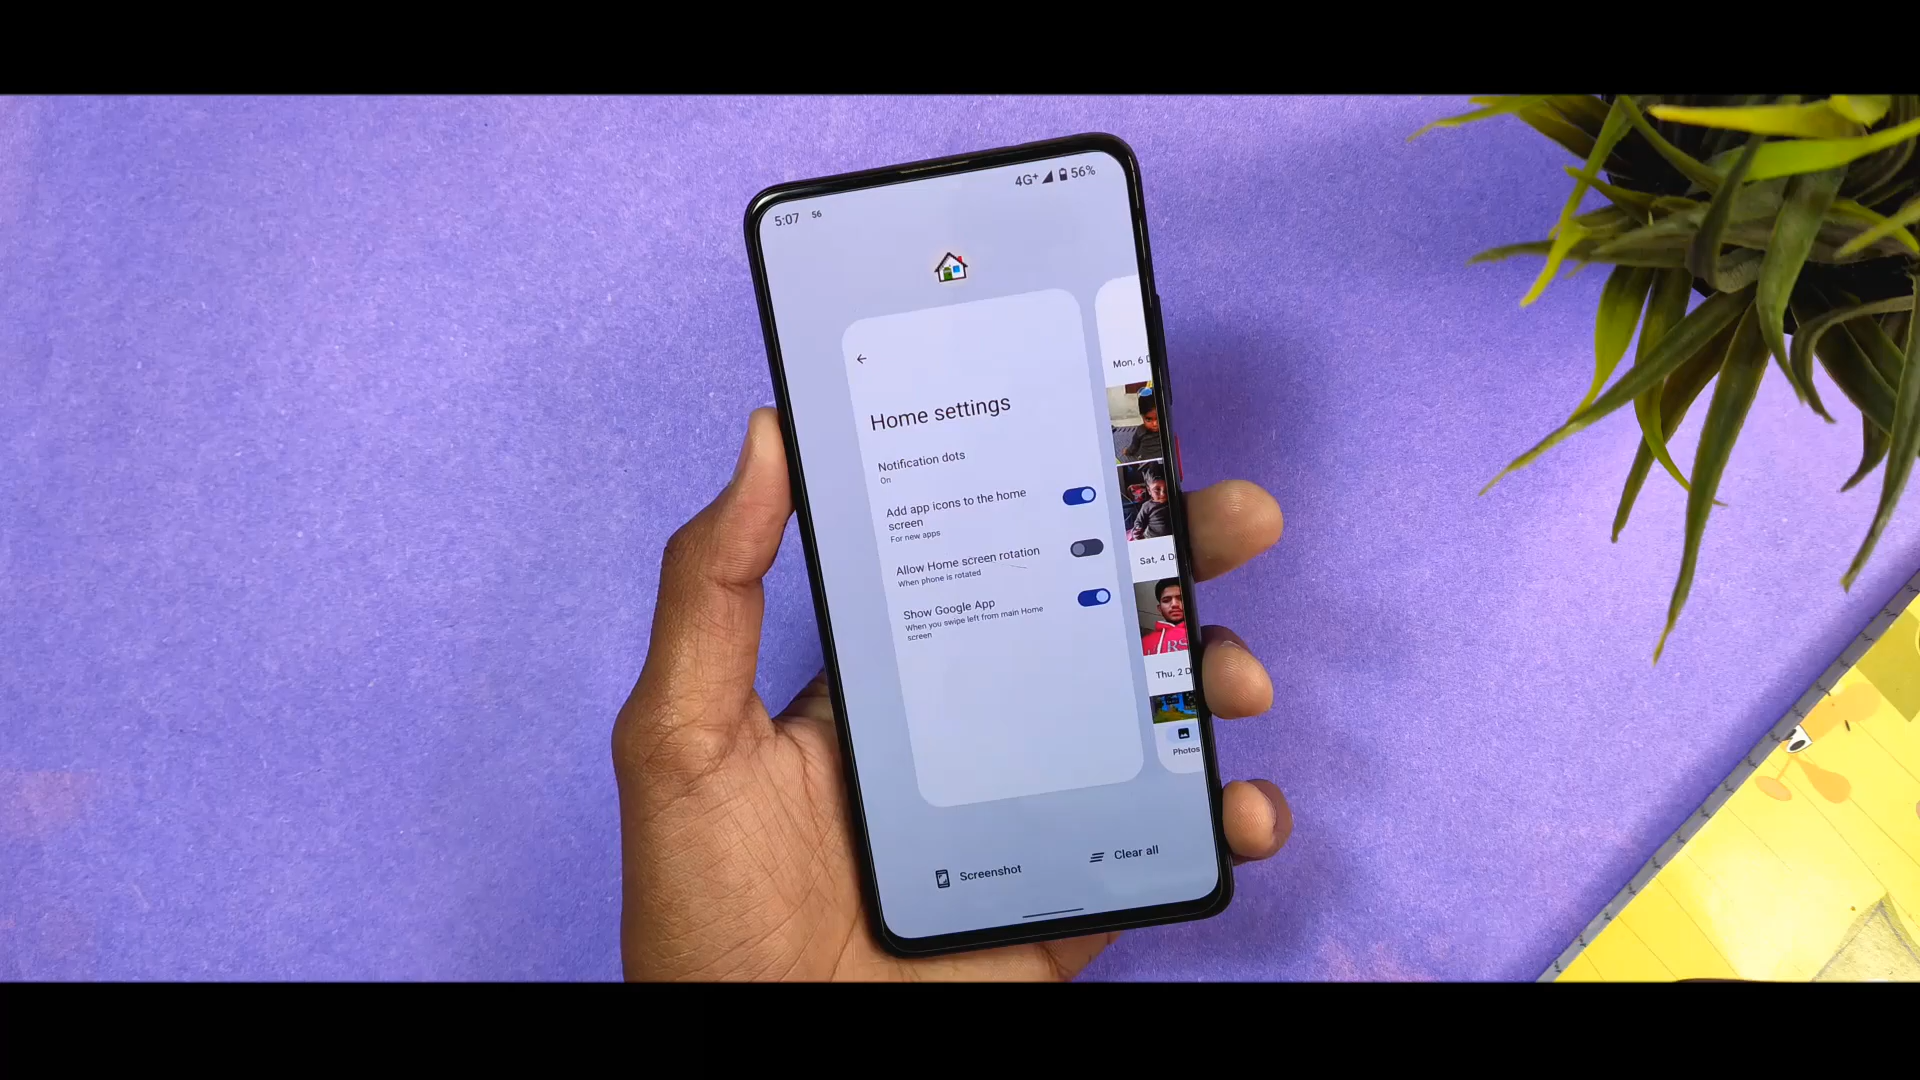 5:07 56
4G+ 56%
Home settings
Notification dots
On
Add app icons to the home
screen
For new apps
Allow Home screen rotation
When phone is rotated
Show Google App
When you swipe left from main Home
screen
Mon, 6 D
Sat, 4 D
Thu, 2 D
Photos
Screenshot
Clear all